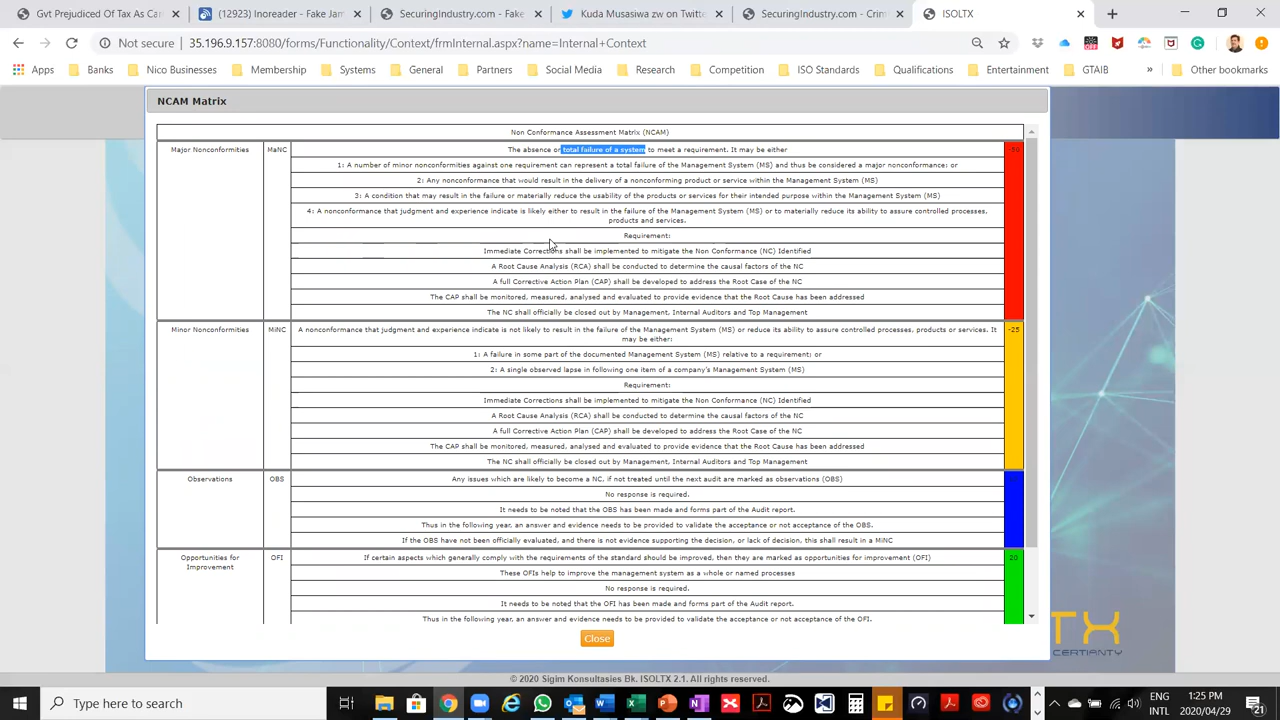 Gvt Prejudiced Of Tax As Car
(12923) Inoreader - Fake Jam
SecuringIndustry.com - Fake
Kuda Musasiwa zw on Twitt
SecuringIndustry.com - Crim
ISOLTX
Not secure
35.196.9.157:8080/forms/Functionality/Context/frmInternal.aspx?name=Internal+Context
Apps
Banks
Nico Businesses
Membership
Systems
General
Partners
Social Media
Research
Competition
ISO Standards
Qualifications
Entertainment
GTAIB
»
Other bookmarks
NCAM Matrix
Non Conformance Assessment Matrix (NCAM)
Major Nonconformities
MaNC
The absence or total failure of a system to meet a requirement. It may be either
-50
1: A number of minor nonconformities against one requirement can represent a total failure of the Management System (MS) and thus be considered a major nonconformance; or
2: Any nonconformance that would result in the delivery of a nonconforming product or service within the Management System (MS)
3: A condition that may result in the failure or materially reduce the usability of the products or services for their intended purpose within the Management System (MS)
4: A nonconformance that judgment and experience indicate is likely either to result in the failure of the Management System (MS) or to materially reduce its ability to assure controlled processes,
products and services.
Requirement:
Immediate Corrections shall be implemented to mitigate the Non Conformance (NC) Identified
A Root Cause Analysis (RCA) shall be conducted to determine the causal factors of the NC
A full Corrective Action Plan (CAP) shall be developed to address the Root Case of the NC
The CAP shall be monitored, measured, analysed and evaluated to provide evidence that the Root Cause has been addressed
The NC shall officially be closed out by Management, Internal Auditors and Top Management
Minor Nonconformities
MiNC
A nonconformance that judgment and experience indicate is not likely to result in the failure of the Management System (MS) or reduce its ability to assure controlled processes, products or services. It
may be either:
-25
1: A failure in some part of the documented Management System (MS) relative to a requirement; or
2: A single observed lapse in following one item of a company's Management System (MS)
Requirement:
Immediate Corrections shall be implemented to mitigate the Non Conformance (NC) Identified
A Root Cause Analysis (RCA) shall be conducted to determine the causal factors of the NC
A full Corrective Action Plan (CAP) shall be developed to address the Root Case of the NC
The CAP shall be monitored, measured, analysed and evaluated to provide evidence that the Root Cause has been addressed
The NC shall officially be closed out by Management, Internal Auditors and Top Management
Observations
OBS
Any issues which are likely to become a NC, if not treated until the next audit are marked as observations (OBS)
No response is required.
It needs to be noted that the OBS has been made and forms part of the Audit report.
Thus in the following year, an answer and evidence needs to be provided to validate the acceptance or not acceptance of the OBS.
If the OBS have not been officially evaluated, and there is not evidence supporting the decision, or lack of decision, this shall result in a MiNC
Opportunities for
Improvement
OFI
If certain aspects which generally comply with the requirements of the standard should be improved, then they are marked as opportunities for improvement (OFI)
20
These OFIs help to improve the management system as a whole or named processes
No response is required.
It needs to be noted that the OFI has been made and forms part of the Audit report.
Thus in the following year, an answer and evidence needs to be provided to validate the acceptance or not acceptance of the OFI.
Close
TX
CERTIANTY
© 2020 Sigim Konsultasies Bk. ISOLTX 2.1. All rights reserved.
Type here to search
ENG
INTL
1:25 PM
2020/04/29
21